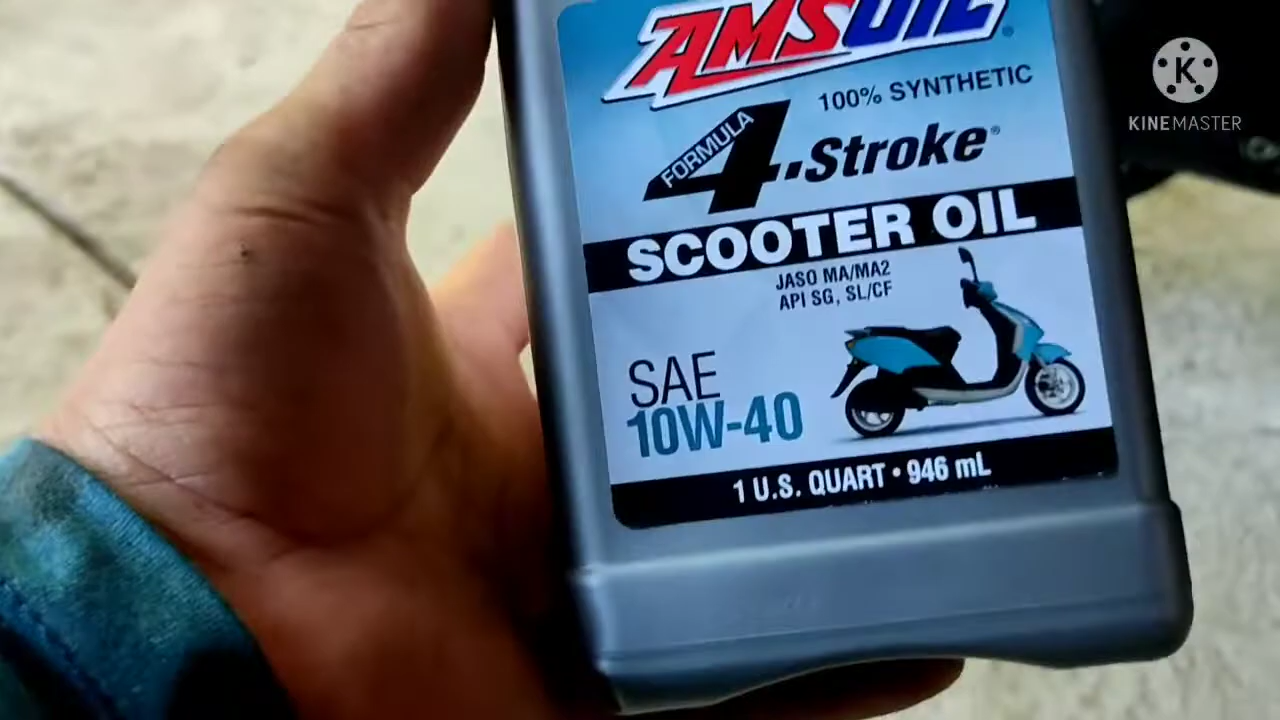 AMSOIL
100% SYNTHETIC
FORMULA
4-Stroke®
SCOOTER OIL
JASO MA/MA2
API SG, SL/CF
SAE
10W-40
1 U.S. QUART • 946 mL
K
KINEMASTER